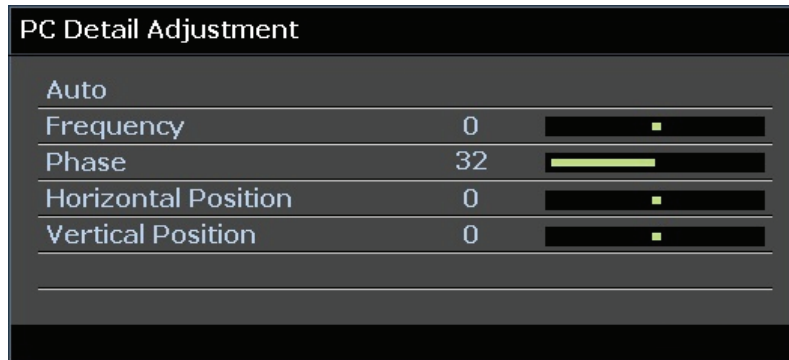 PC Detail Adjustment
Auto
Frequency 0
Phase 32
Horizontal Position 0
Vertical Position 0